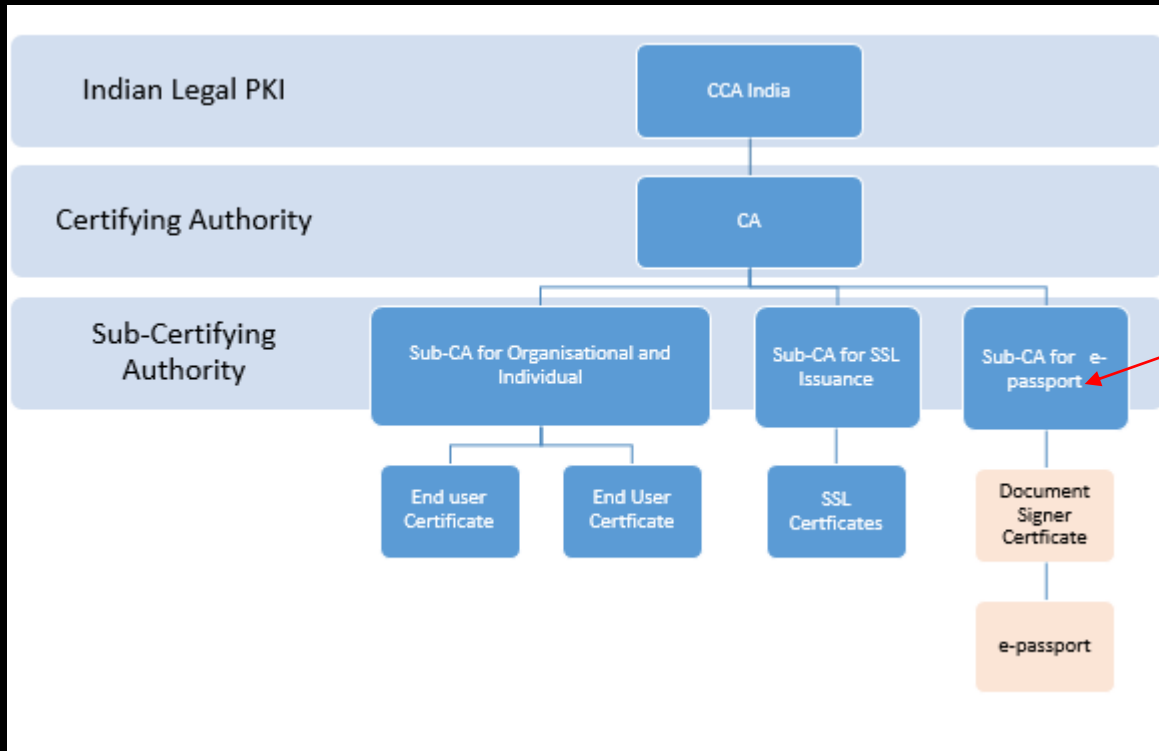 Indian Legal PKI
CCA India
Certifying Authority
CA
Sub-Certifying
Authority
Sub-CA for Organisational and
Individual
Sub-CA for SSL
Issuance
Sub-CA for e-
passport
End user
Certificate
End User
Certficate
SSL
Certficates
Document
Signer
Certficate
e-passport